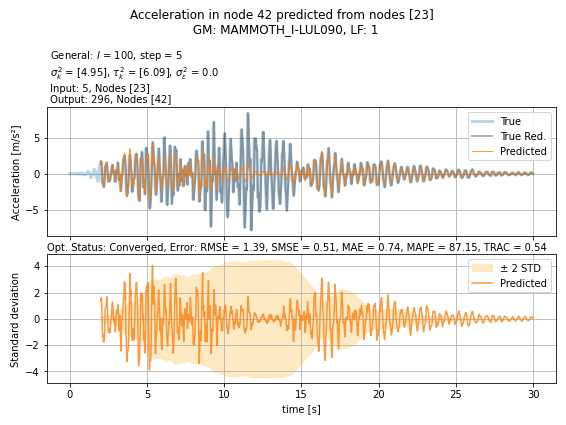 Acceleration in node 42 predicted from nodes [23]
GM: MAMMOTH_I-LUL090, LF: 1
General: l = 100, step = 5
σ²ₖ = [4.95], τ²ₖ = [6.09], σ²ε = 0.0
Input: 5, Nodes [23]
Output: 296, Nodes [42]
Acceleration [m/s²]
5
0
−5
True
True Red.
Predicted
Opt. Status: Converged, Error: RMSE = 1.39, SMSE = 0.51, MAE = 0.74, MAPE = 87.15, TRAC = 0.54
Standard deviation
4
2
0
−2
−4
± 2 STD
Predicted
0 5 10 15 20 25 30
time [s]